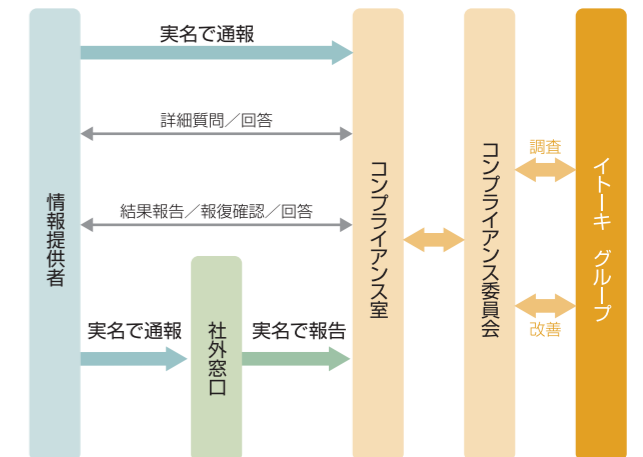 実名で通報
詳細質問／回答
結果報告／報復確認／回答
情報提供者
実名で通報
社外窓口
実名で報告
コンプライアンス室
コンプライアンス委員会
調査
改善
イトーキ グループ